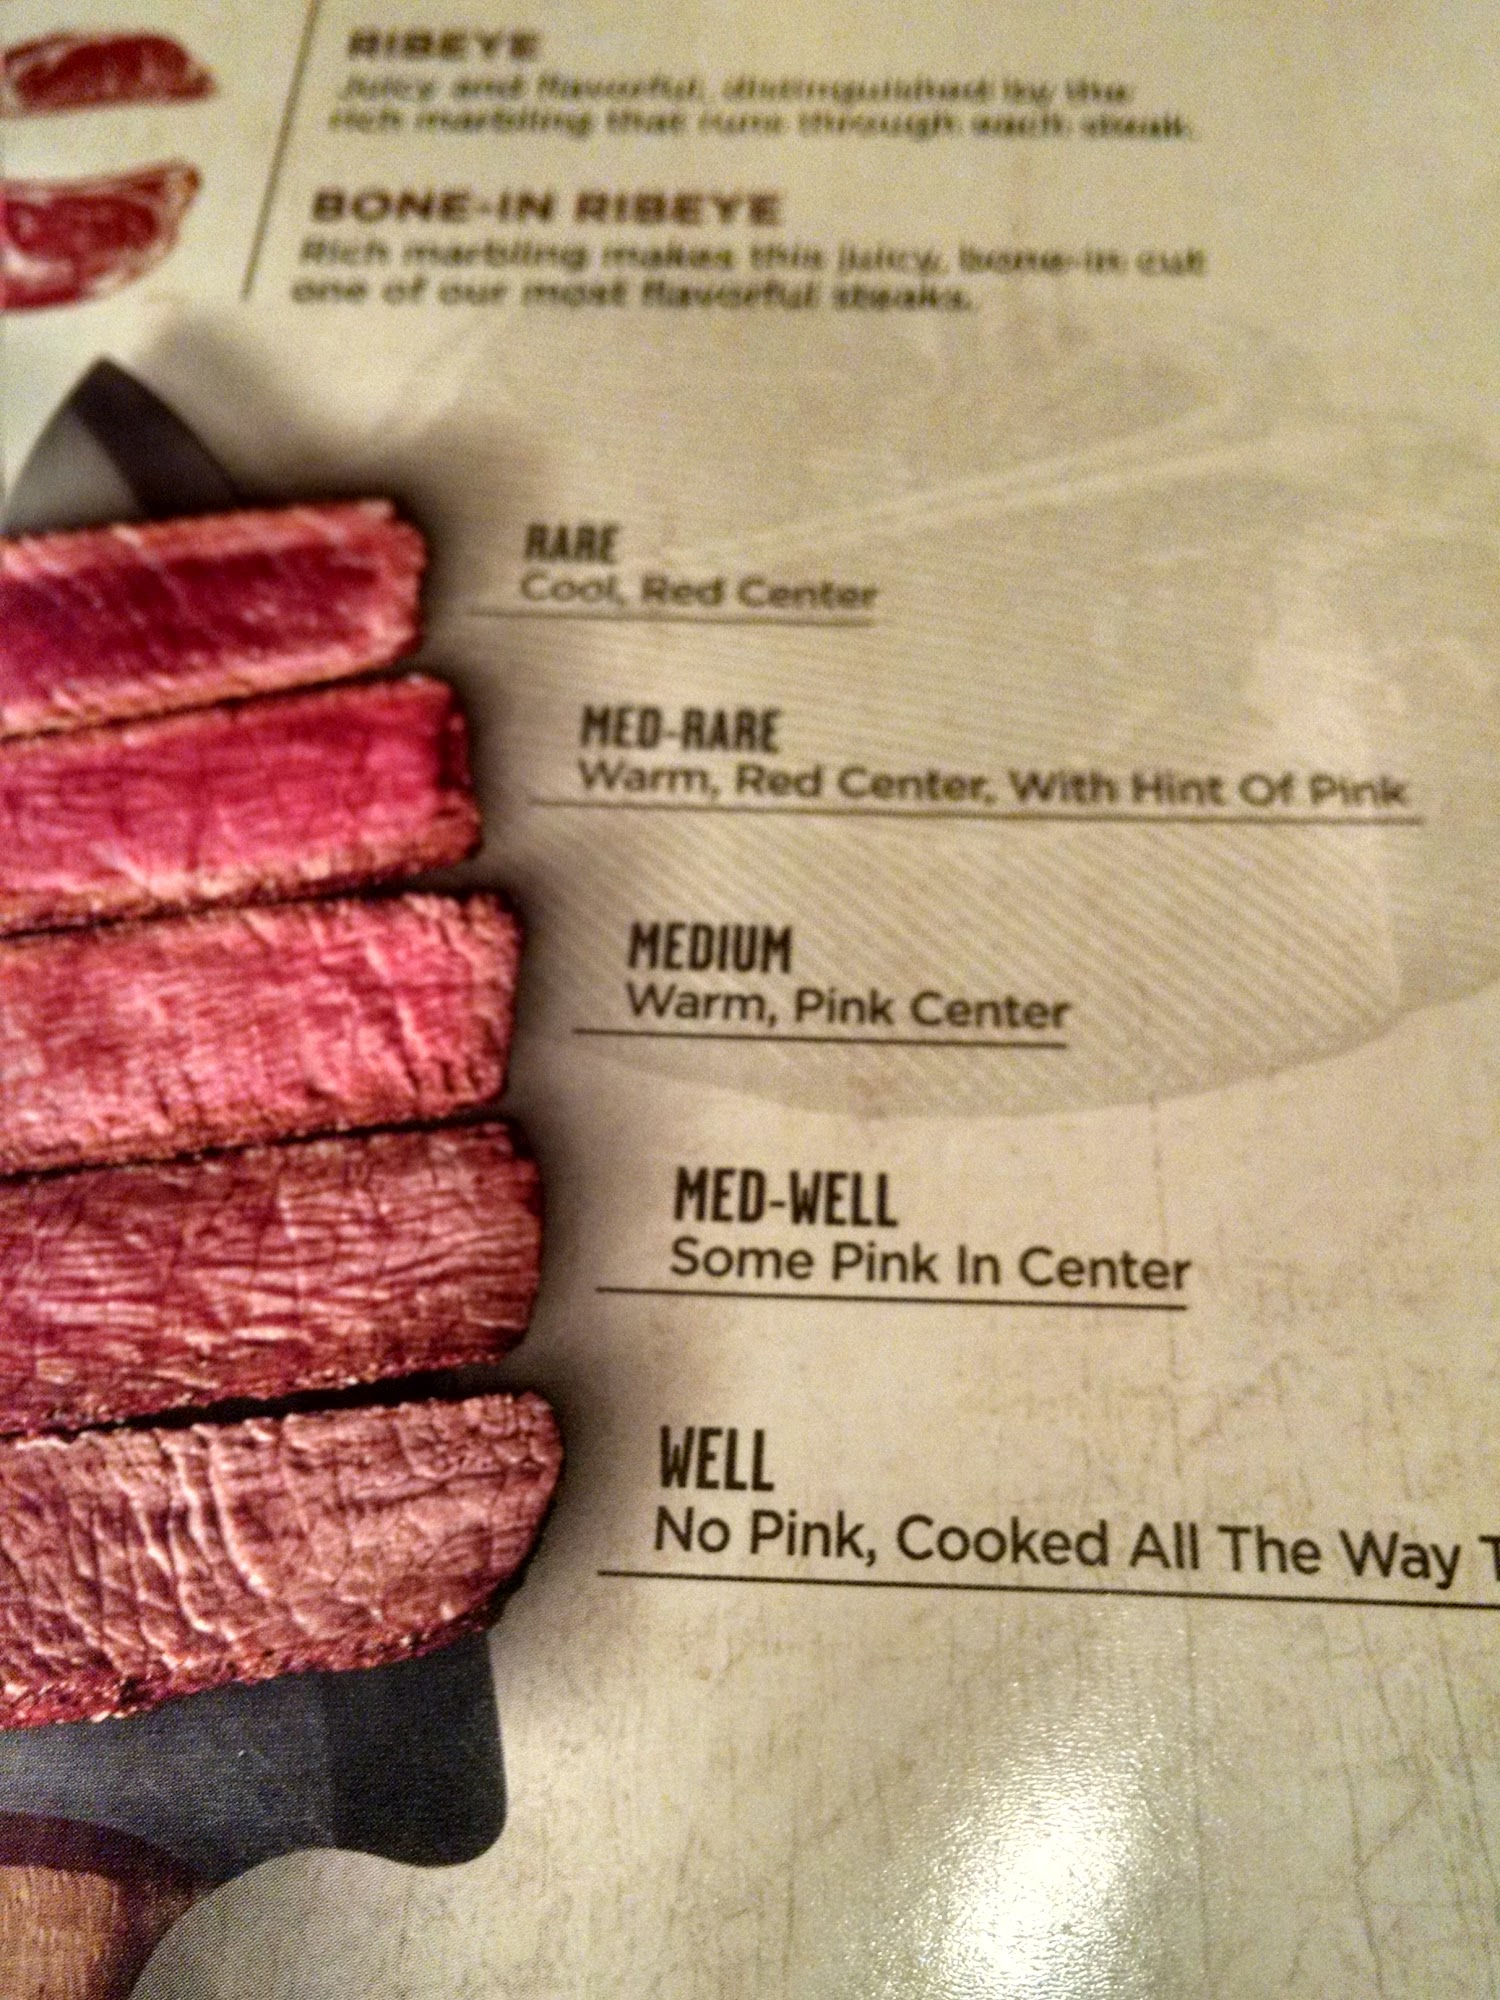 RIBEYE
Juicy and flavorful, distinguished by the
rich marbling that runs through each steak.
BONE-IN RIBEYE
Rich marbling makes this juicy, bone-in cut
one of our most flavorful steaks.
RARE
Cool, Red Center
MED-RARE
Warm, Red Center, With Hint Of Pink
MEDIUM
Warm, Pink Center
MED-WELL
Some Pink In Center
WELL
No Pink, Cooked All The Way T